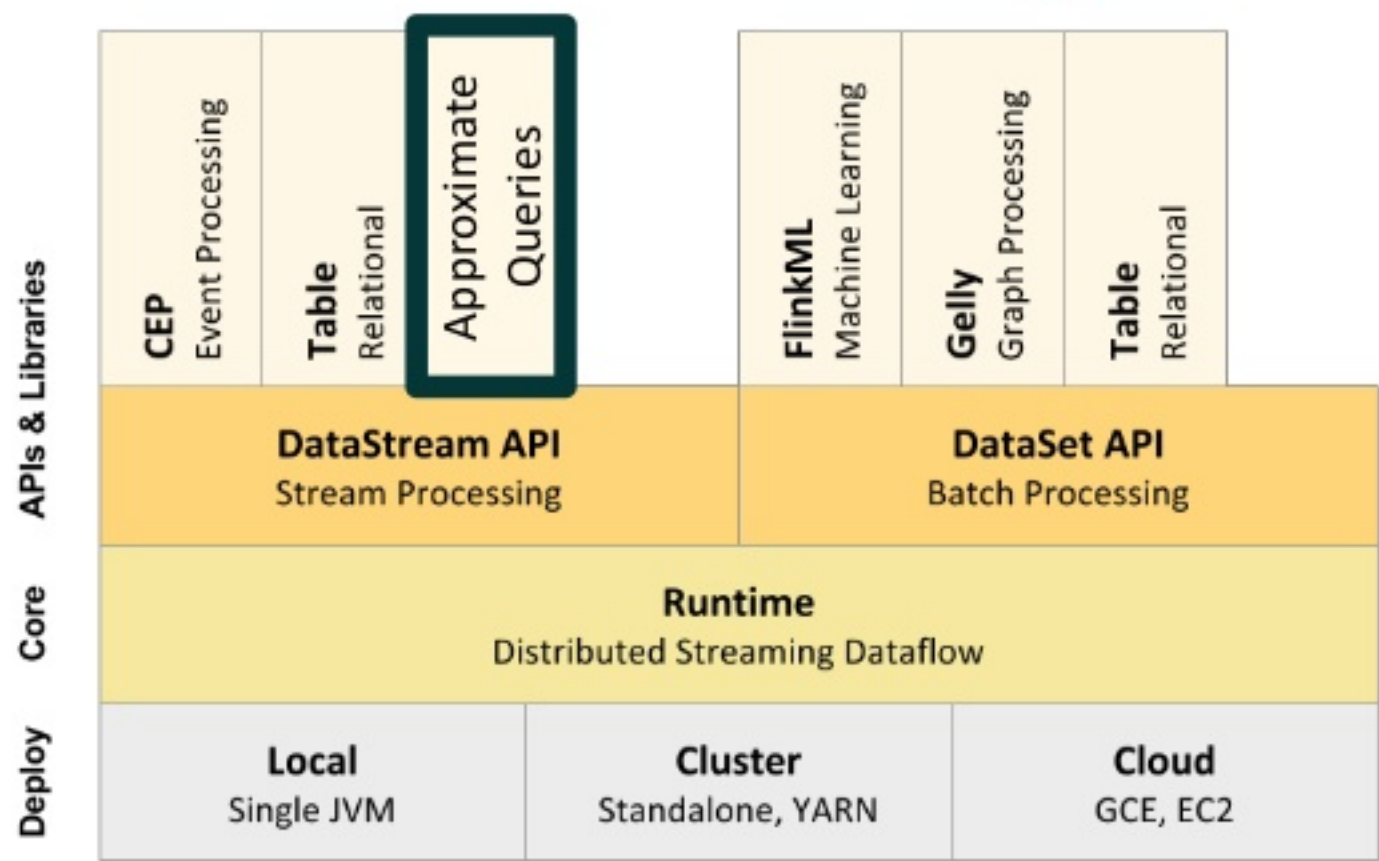 APIs & Libraries
CEP
Event Processing
Table
Relational
Approximate
Queries
FlinkML
Machine Learning
Gelly
Graph Processing
Table
Relational
DataStream API
Stream Processing
DataSet API
Batch Processing
Core
Runtime
Distributed Streaming Dataflow
Deploy
Local
Single JVM
Cluster
Standalone, YARN
Cloud
GCE, EC2